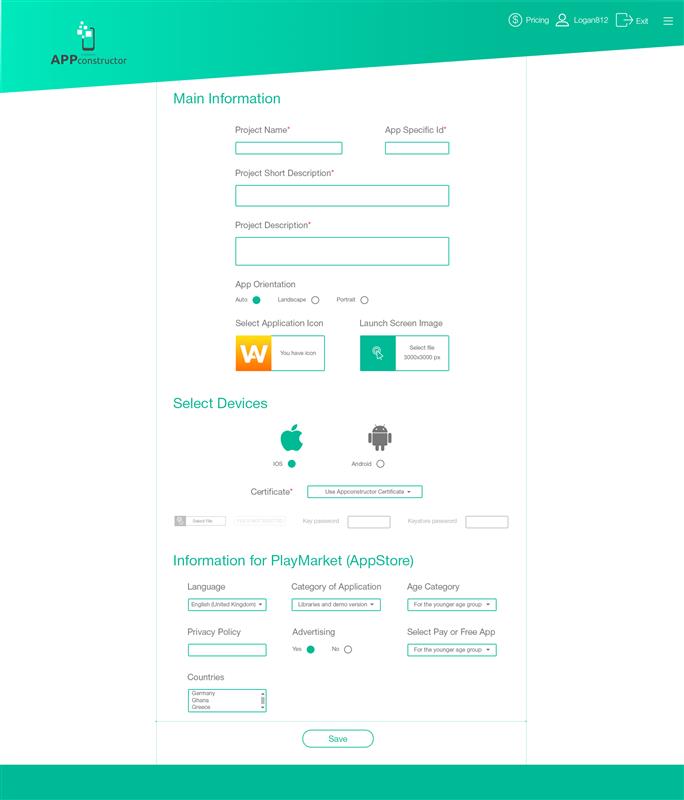 Pricing Logan812 Exit
APPconstructor
Main Information
Project Name* App Specific Id*
Project Short Description*
Project Description*
App Orientation
Auto Landscape Portrait
Select Application Icon Launch Screen Image
W You have icon Select file
3000x3000 px
Select Devices
IOS Android
Certificate* Use Appconstructor Certificate
Select File Key password Keystore password
Information for PlayMarket (AppStore)
Language Category of Application Age Category
English (United Kingdom) Libraries and demo version For the younger age group
Privacy Policy Advertising Select Pay or Free App
Yes No For the younger age group
Countries
Germany
Ghana
Greece
Save